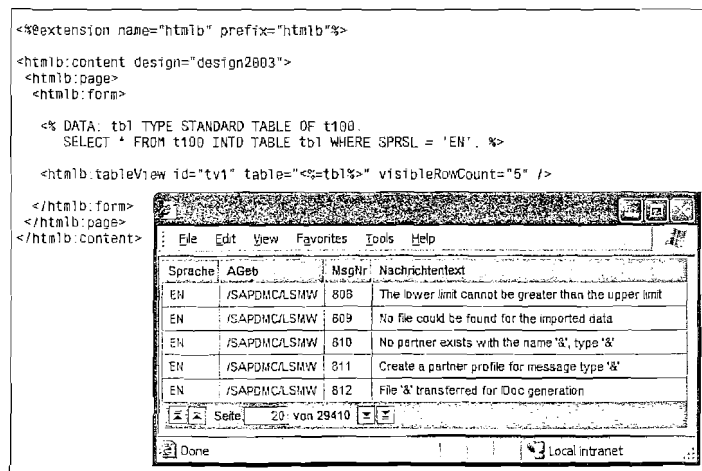 <%@extension name="htmlb" prefix="htmlb"%>
<htmlb:content design="design2003">
<htmlb:page>
<htmlb:form>
<% DATA: tbl TYPE STANDARD TABLE OF t100.
SELECT * FROM t100 INTO TABLE tbl WHERE SPRSL = 'EN'. %>
<htmlb:tableView id="tv1" table="<%=tbl%>" visibleRowCount="5" />
</htmlb:form>
</htmlb:page>
</htmlb:content>
File Edit View Favorites Tools Help
Sprache AGeb MsgNr Nachrichtentext
EN /SAPDMC/LSMW 608 The lower limit cannot be greater than the upper limit
EN /SAPDMC/LSMW 609 No file could be found for the imported data
EN /SAPDMC/LSMW 610 No partner exists with the name '&', type '&'
EN /SAPDMC/LSMW 611 Create a partner profile for message type '&'
EN /SAPDMC/LSMW 612 File '&' transferred for IDoc generation
Seite 20 von 29410
Done Local intranet